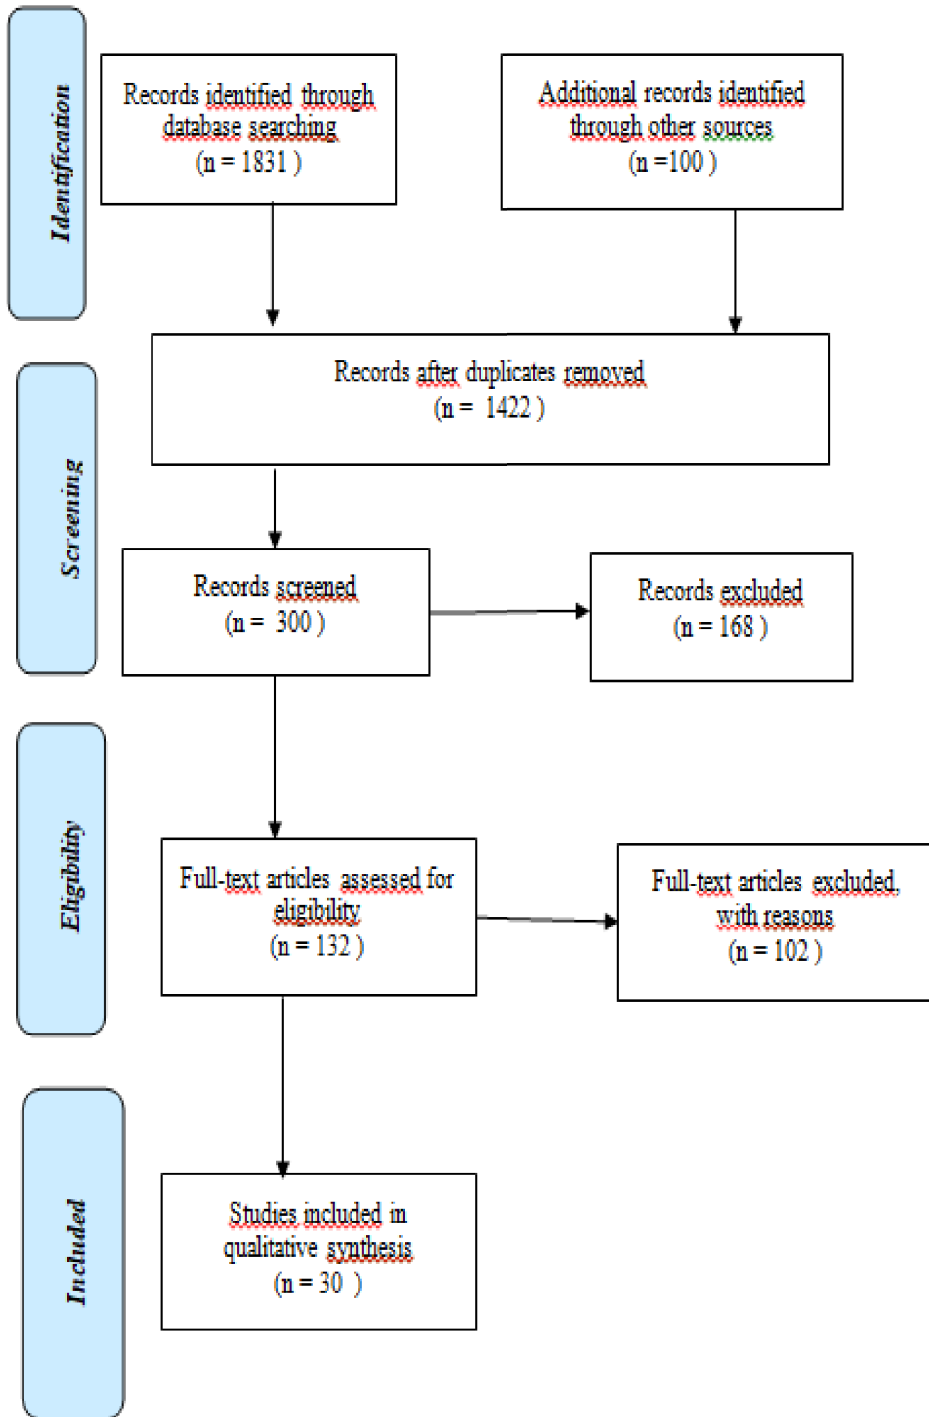 Identification
Records identified through
database searching
(n = 1831 )
Additional records identified
through other sources
(n =100 )
Records after duplicates removed
(n = 1422 )
Screening
Records screened
(n = 300 )
Records excluded
(n = 168 )
Eligibility
Full-text articles assessed for
eligibility
(n = 132 )
Full-text articles excluded,
with reasons
(n = 102 )
Included
Studies included in
qualitative synthesis
(n = 30 )